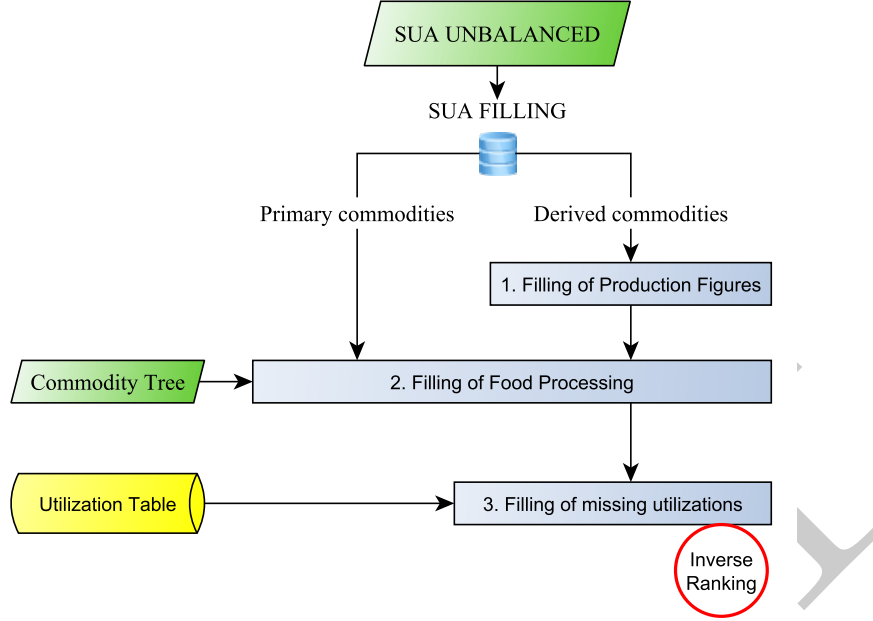 SUA UNBALANCED
SUA FILLING
Primary commodities
Derived commodities
1. Filling of Production Figures
Commodity Tree
2. Filling of Food Processing
Utilization Table
3. Filling of missing utilizations
Inverse
Ranking